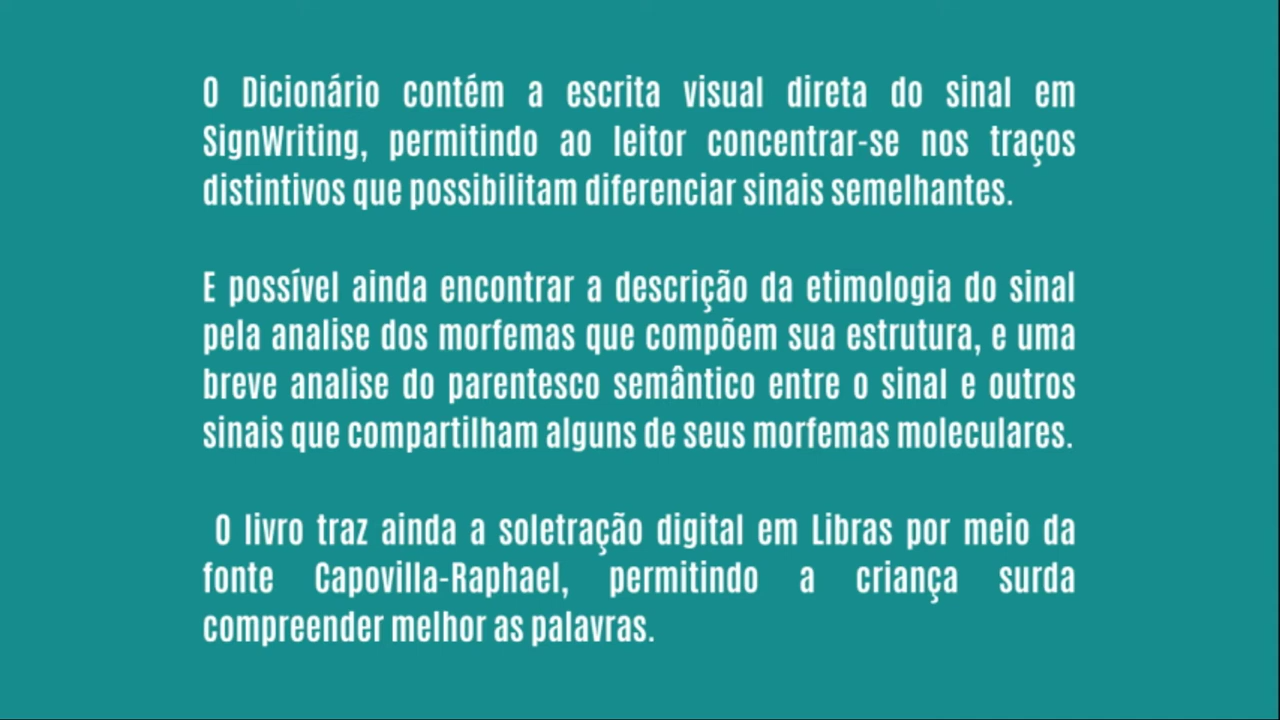 O Dicionário contém a escrita visual direta do sinal em
SignWriting, permitindo ao leitor concentrar-se nos traços
distintivos que possibilitam diferenciar sinais semelhantes.
E possível ainda encontrar a descrição da etimologia do sinal
pela analise dos morfemas que compõem sua estrutura, e uma
breve analise do parentesco semântico entre o sinal e outros
sinais que compartilham alguns de seus morfemas moleculares.
O livro traz ainda a soletração digital em Libras por meio da
fonte Capovilla-Raphael, permitindo a criança surda
compreender melhor as palavras.